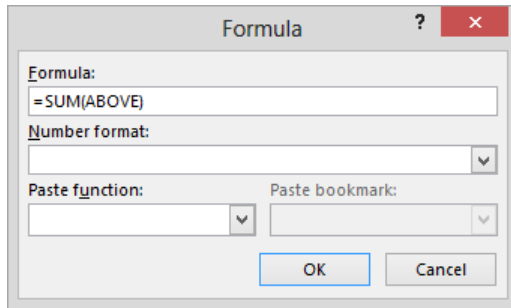 Formula
?
×
Formula:
=SUM(ABOVE)
Number format:
Paste function: Paste bookmark:
OK Cancel